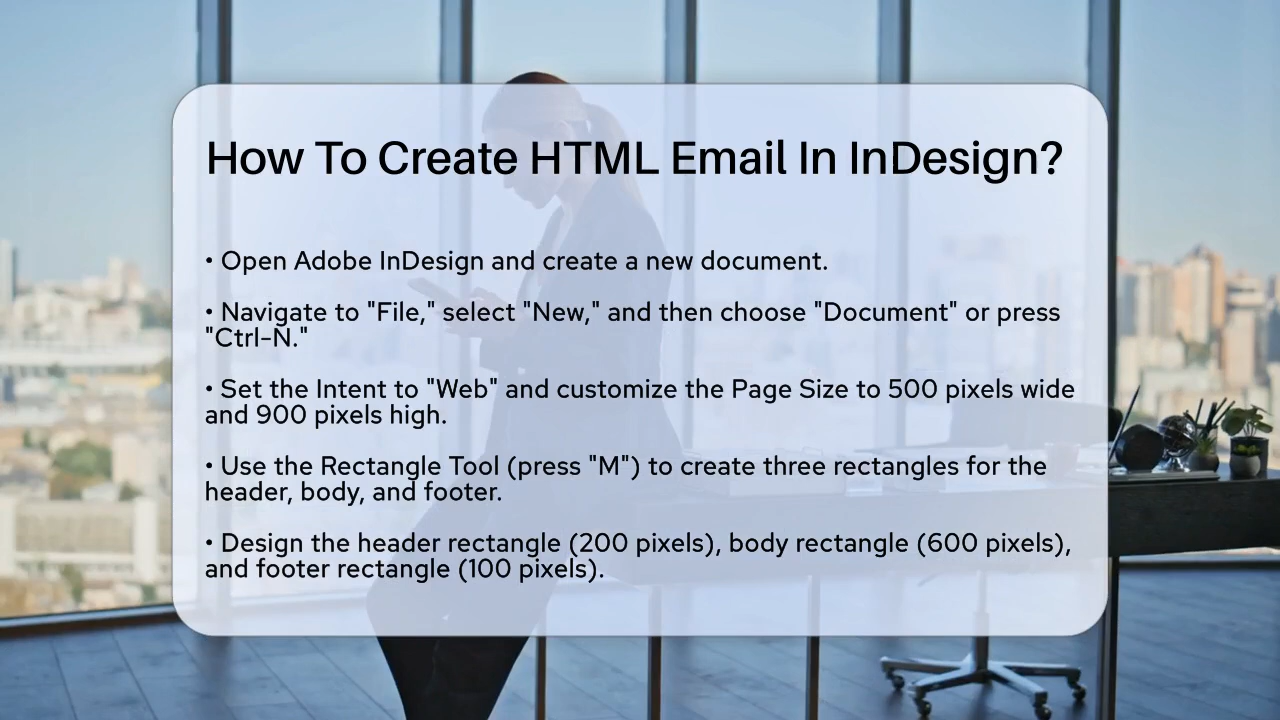 How To Create HTML Email In InDesign?
• Open Adobe InDesign and create a new document.
• Navigate to "File," select "New," and then choose "Document" or press
"Ctrl-N."
• Set the Intent to "Web" and customize the Page Size to 500 pixels wide
and 900 pixels high.
• Use the Rectangle Tool (press "M") to create three rectangles for the
header, body, and footer.
• Design the header rectangle (200 pixels), body rectangle (600 pixels),
and footer rectangle (100 pixels).